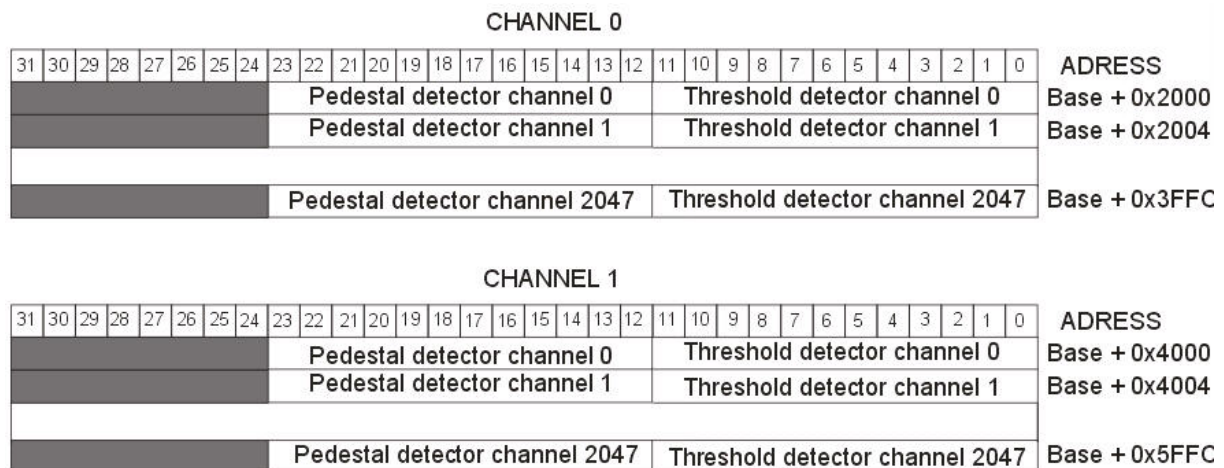 CHANNEL 0
31 30 29 28 27 26 25 24 23 22 21 20 19 18 17 16 15 14 13 12 11 10 9 8 7 6 5 4 3 2 1 0 ADRESS
Pedestal detector channel 0 Threshold detector channel 0 Base + 0x2000
Pedestal detector channel 1 Threshold detector channel 1 Base + 0x2004
Pedestal detector channel 2047 Threshold detector channel 2047 Base + 0x3FFC
CHANNEL 1
31 30 29 28 27 26 25 24 23 22 21 20 19 18 17 16 15 14 13 12 11 10 9 8 7 6 5 4 3 2 1 0 ADRESS
Pedestal detector channel 0 Threshold detector channel 0 Base + 0x4000
Pedestal detector channel 1 Threshold detector channel 1 Base + 0x4004
Pedestal detector channel 2047 Threshold detector channel 2047 Base + 0x5FFC